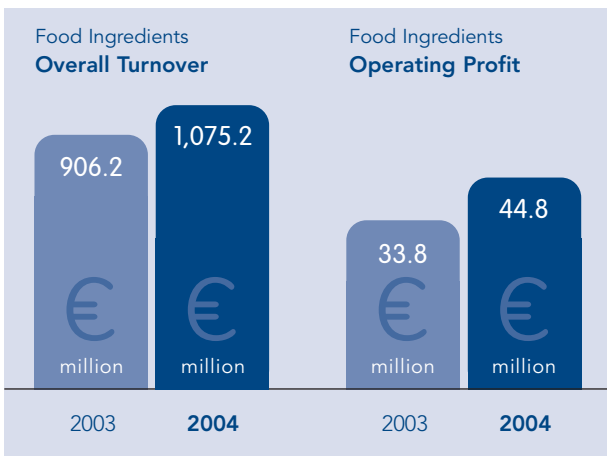 Food Ingredients
Overall Turnover
906.2
1,075.2
€
€
million
million
2003
2004
Food Ingredients
Operating Profit
33.8
44.8
€
€
million
million
2003
2004